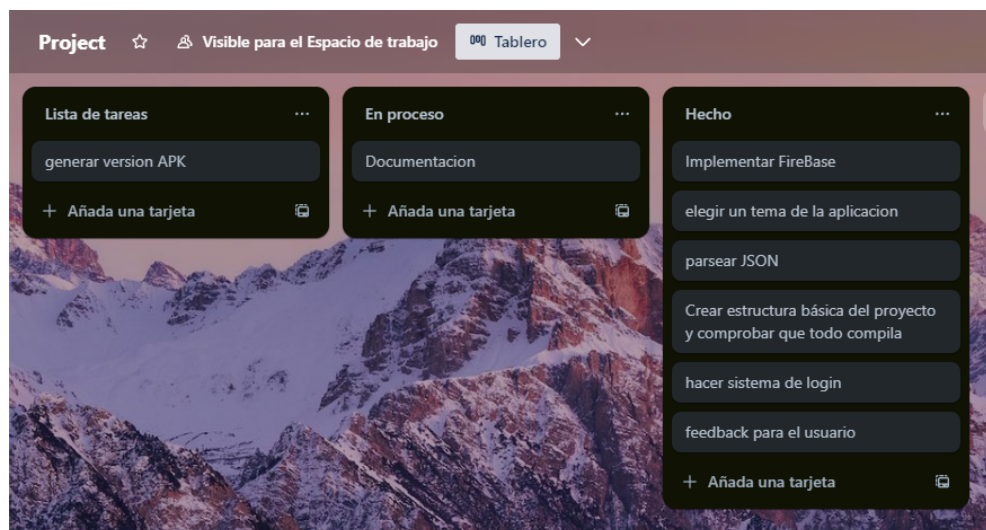 Project
Visible para el Espacio de trabajo
Tablero
Lista de tareas
generar version APK
Añada una tarjeta
En proceso
Documentacion
Añada una tarjeta
Hecho
Implementar FireBase
elegir un tema de la aplicacion
parsear JSON
Crear estructura básica del proyecto
y comprobar que todo compila
hacer sistema de login
feedback para el usuario
Añada una tarjeta